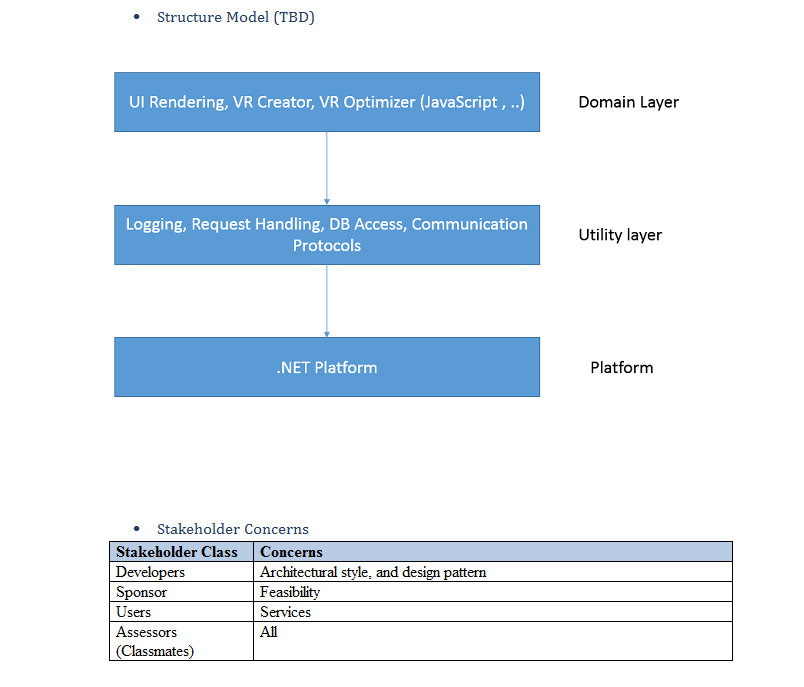 • Structure Model (TBD)
UI Rendering, VR Creator, VR Optimizer (JavaScript , ..)
Domain Layer
Logging, Request Handling, DB Access, Communication
Protocols
Utility layer
.NET Platform
Platform
• Stakeholder Concerns
Stakeholder Class Concerns
Developers Architectural style, and design pattern
Sponsor Feasibility
Users Services
Assessors All
(Classmates)